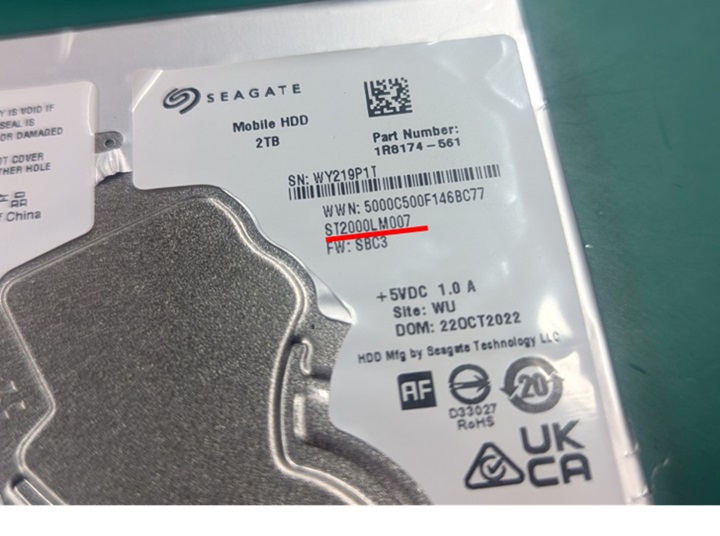 Y IS VOID IF
SEAL IS
OR DAMAGED
T COVER
THER HOLE
产品
f China
SEAGATE
Mobile HDD
2TB
Part Number:
1R8174-561
SN: WY219P1T
WWN: 5000C500F146BC77
ST2000LM007
FW: SBC3
+5VDC 1.0 A
Site: WU
DOM: 22OCT2022
HDD Mfg by Seagate Technology LLC
AF
20
D33027
RoHS
UK
CA